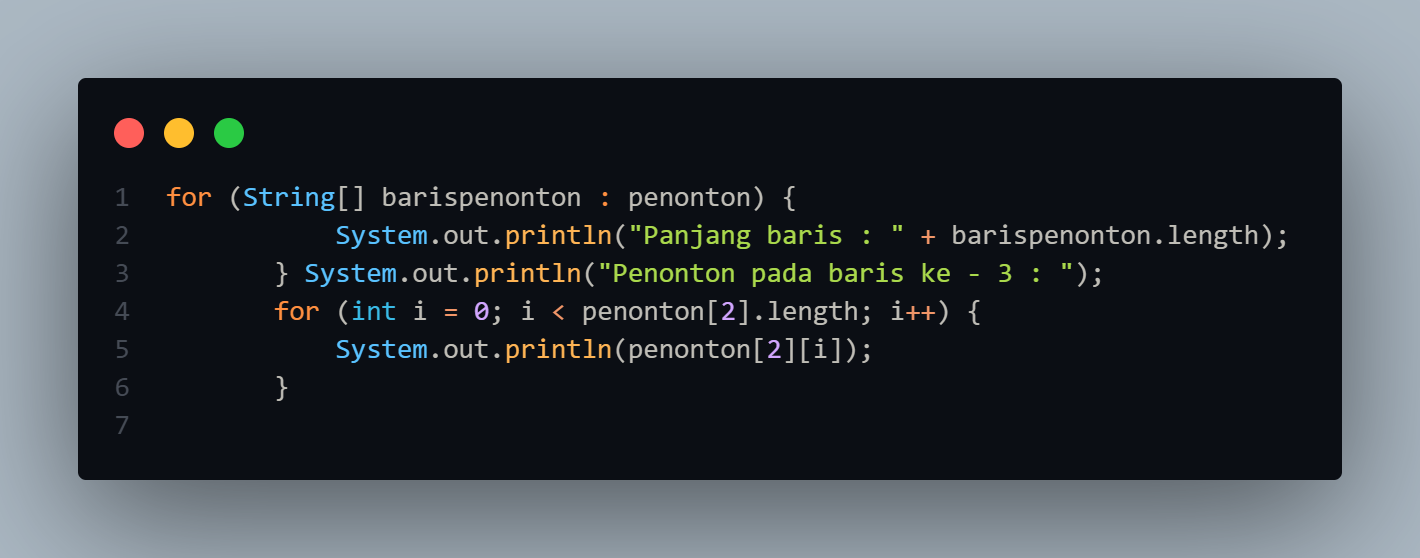 1 for (String[] barispenonton : penonton) {
2 System.out.println("Panjang baris : " + barispenonton.length);
3 } System.out.println("Penonton pada baris ke - 3 : ");
4 for (int i = 0; i < penonton[2].length; i++) {
5 System.out.println(penonton[2][i]);
6 }
7